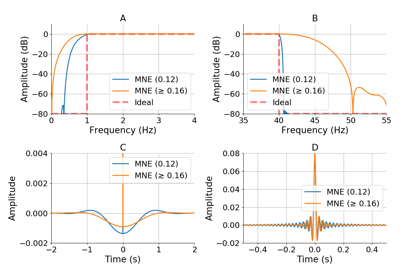 A
Amplitude (dB)
0
−20
−40
−60
−80
MNE (0.12)
MNE (≥ 0.16)
Ideal
0 1 2 3 4
Frequency (Hz)
B
Amplitude (dB)
0
−20
−40
−60
−80
MNE (0.12)
MNE (≥ 0.16)
Ideal
35 40 45 50 55
Frequency (Hz)
C
Amplitude
0.004
0.002
0.000
−0.002
MNE (0.12)
MNE (≥ 0.16)
−2 −1 0 1 2
Time (s)
D
Amplitude
0.08
0.06
0.04
0.02
0.00
−0.02
MNE (0.12)
MNE (≥ 0.16)
−0.4 −0.2 0.0 0.2 0.4
Time (s)